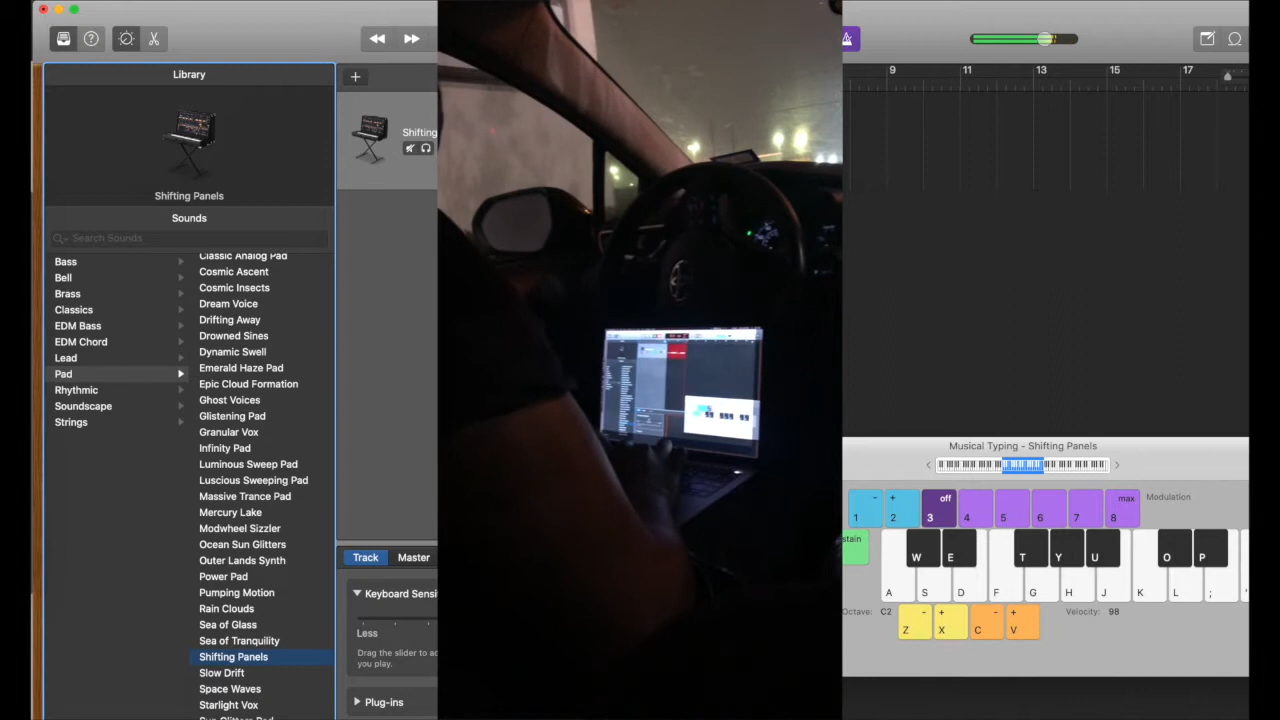 Library
Shifting Panels
Sounds
Search Sounds
Bass
Bell
Brass
Classics
EDM Bass
EDM Chord
Lead
Pad
Rhythmic
Soundscape
Strings
Classic Analog Pad
Cosmic Ascent
Cosmic Insects
Dream Voice
Drifting Away
Drowned Sines
Dynamic Swell
Emerald Haze Pad
Epic Cloud Formation
Ghost Voices
Glistening Pad
Granular Vox
Infinity Pad
Luminous Sweep Pad
Luscious Sweeping Pad
Massive Trance Pad
Mercury Lake
Modwheel Sizzler
Ocean Sun Glitters
Outer Lands Synth
Power Pad
Pumping Motion
Rain Clouds
Sea of Glass
Sea of Tranquility
Shifting Panels
Slow Drift
Space Waves
Starlight Vox
Shifting
Track Master
Keyboard Sensi
Less
Drag the slider to ad
you play.
Plug-ins
9 11 13 15 17
Musical Typing - Shifting Panels
- + off max Modulation
1 2 3 4 5 6 7 8
stain
W E T Y U O P
A S D F G H J K L ; '
Octave: C2 - + - + Velocity: 98
Z X C V